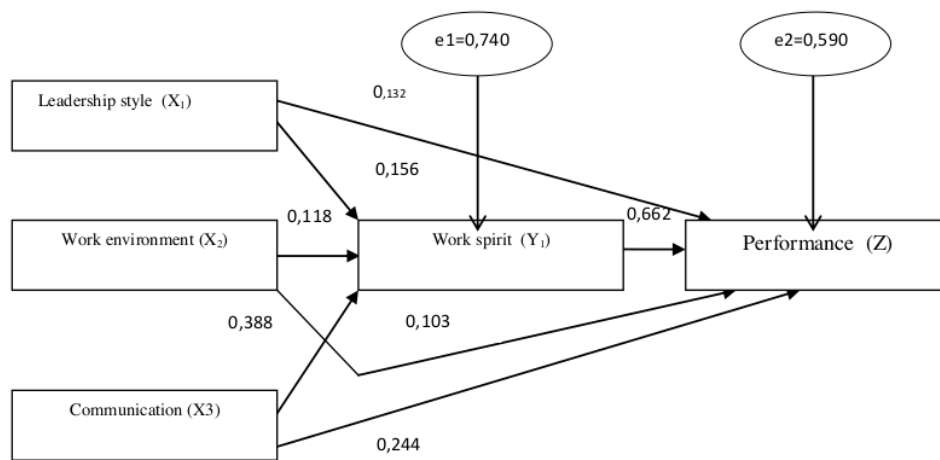 e1=0,740
e2=0,590
Leadership style (X₁)
0,132
0,156
0,118
0,662
Work environment (X₂)
Work spirit (Y₁)
Performance (Z)
0,388
0,103
Communication (X3)
0,244